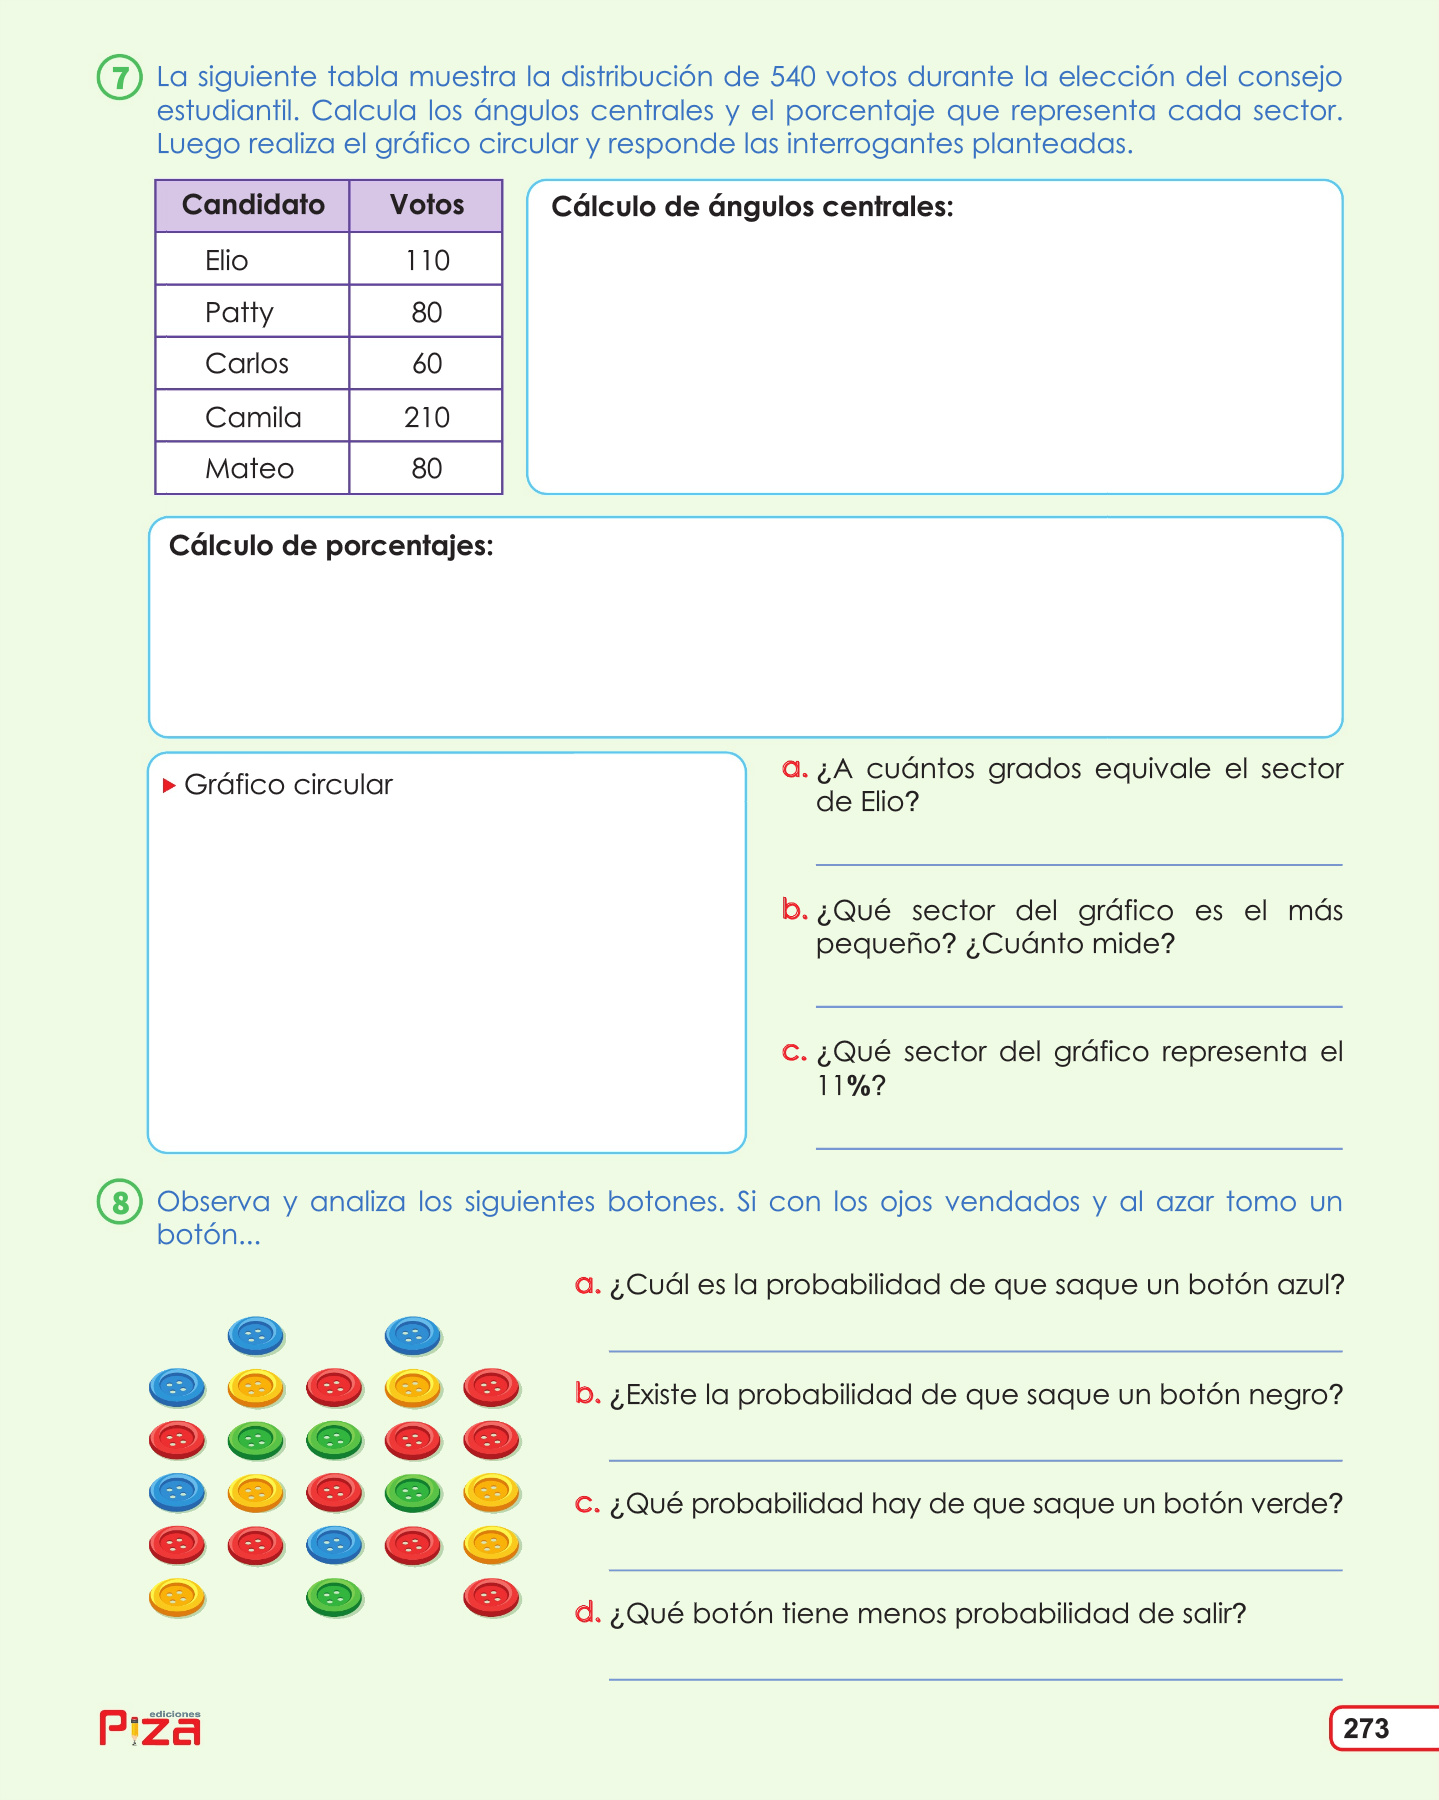 7 La siguiente tabla muestra la distribución de 540 votos durante la elección del consejo
estudiantil. Calcula los ángulos centrales y el porcentaje que representa cada sector.
Luego realiza el gráfico circular y responde las interrogantes planteadas.
Candidato Votos
Elio 110
Patty 80
Carlos 60
Camila 210
Mateo 80
Cálculo de ángulos centrales:
Cálculo de porcentajes:
Gráfico circular
a. ¿A cuántos grados equivale el sector
de Elio?
b. ¿Qué sector del gráfico es el más
pequeño? ¿Cuánto mide?
c. ¿Qué sector del gráfico representa el
11%?
8 Observa y analiza los siguientes botones. Si con los ojos vendados y al azar tomo un
botón...
a. ¿Cuál es la probabilidad de que saque un botón azul?
b. ¿Existe la probabilidad de que saque un botón negro?
c. ¿Qué probabilidad hay de que saque un botón verde?
d. ¿Qué botón tiene menos probabilidad de salir?
ediciones
Piza
273